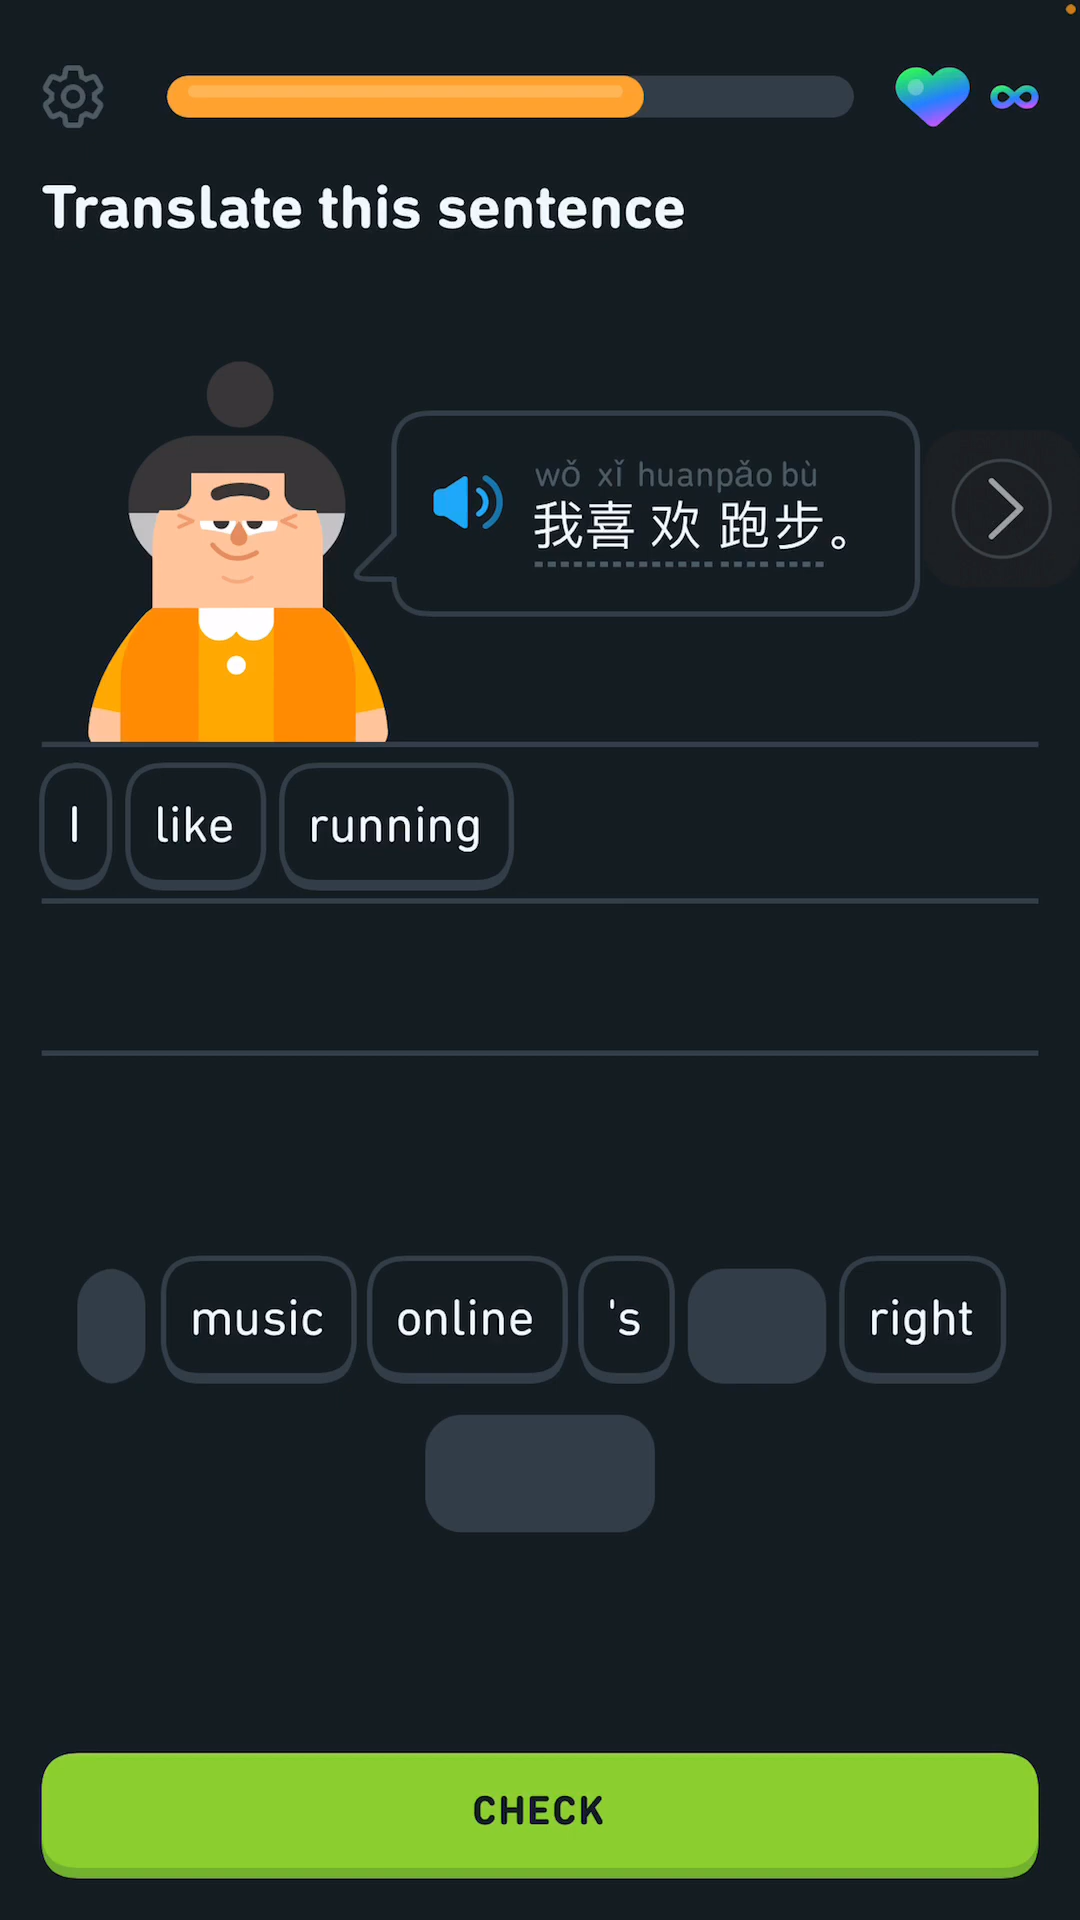 Translate this sentence
wǒ xǐ huanpǎo bù
我喜 欢 跑步。
I like running
music online 's right
CHECK